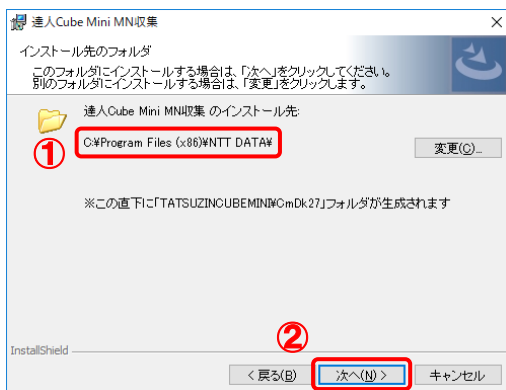 達人Cube Mini MN収集
インストール先のフォルダ
このフォルダにインストールする場合は、「次へ」をクリックしてください。
別のフォルダにインストールする場合は、「変更」をクリックします。
達人Cube Mini MN収集 のインストール先:
①
C:¥Program Files (x86)¥NTT DATA¥
変更(C)...
※この直下に「TATSUZINCUBEMINI¥CmDk27」フォルダが生成されます
②
InstallShield
< 戻る(B)
次へ(N) >
キャンセル